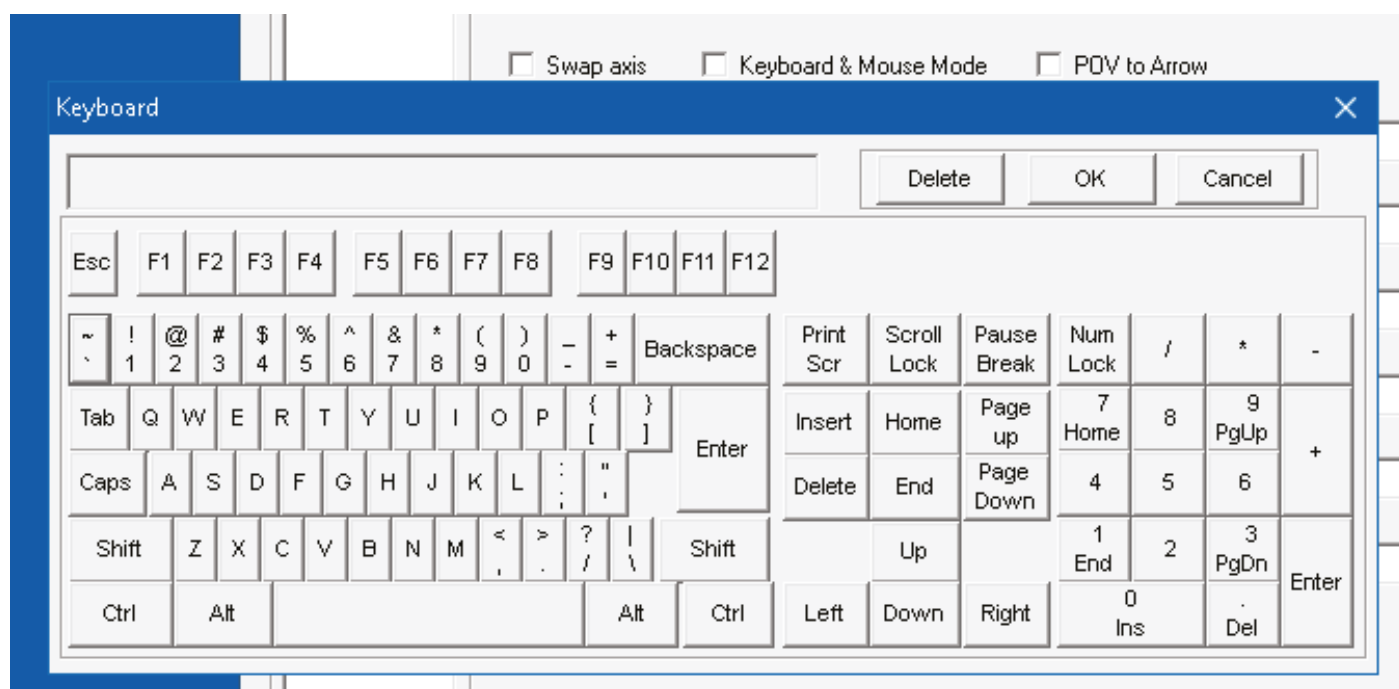 Swap axis Keyboard & Mouse Mode POV to Arrow
Keyboard ×
Delete OK Cancel
Esc F1 F2 F3 F4 F5 F6 F7 F8 F9 F10 F11 F12
~ ! @ # $ % ^ & * ( ) _ +
` 1 2 3 4 5 6 7 8 9 0 - = Backspace
Print Scroll Pause Num / * -
Scr Lock Break Lock
Tab Q W E R T Y U I O P { }
[ ] Enter
Insert Home Page 7 8 9 +
up Home PgUp
Caps A S D F G H J K L : "
; '
Delete End Page 4 5 6
Down
Shift Z X C V B N M < > ? | Shift
, . / \
Up 1 2 3 Enter
End PgDn
Ctrl Alt Alt Ctrl Left Down Right 0 .
Ins Del